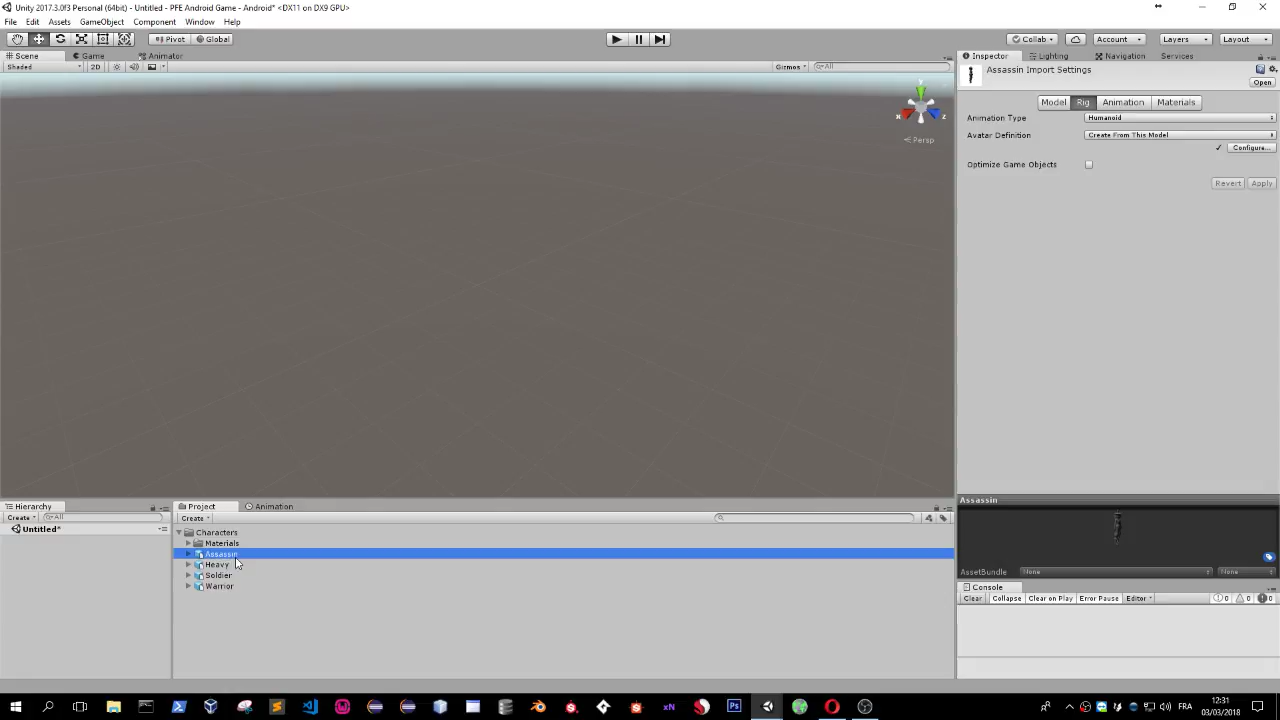 Unity 2017.3.0f3 Personal (64bit) - Untitled - PFE Android Game - Android* <DX11 on DX9 GPU>
File Edit Assets GameObject Component Window Help
Pivot Global Collab Account Layers Layout
Scene Game Animator Inspector Lighting Navigation Services
Shaded 2D Gizmos All
Assassin Import Settings
Open
y
x z
Persp
Model Rig Animation Materials
Animation Type Humanoid
Avatar Definition Create From This Model
✓ Configure...
Optimize Game Objects
Revert Apply
Assassin
Hierarchy Project Animation
Create All Create
Untitled*
Characters
Materials
Assassin
Heavy
Soldier
Warrior
AssetBundle None None
Console
Clear Collapse Clear on Play Error Pause Editor 0 0 0
xN Ps FRA 12:31
03/03/2018